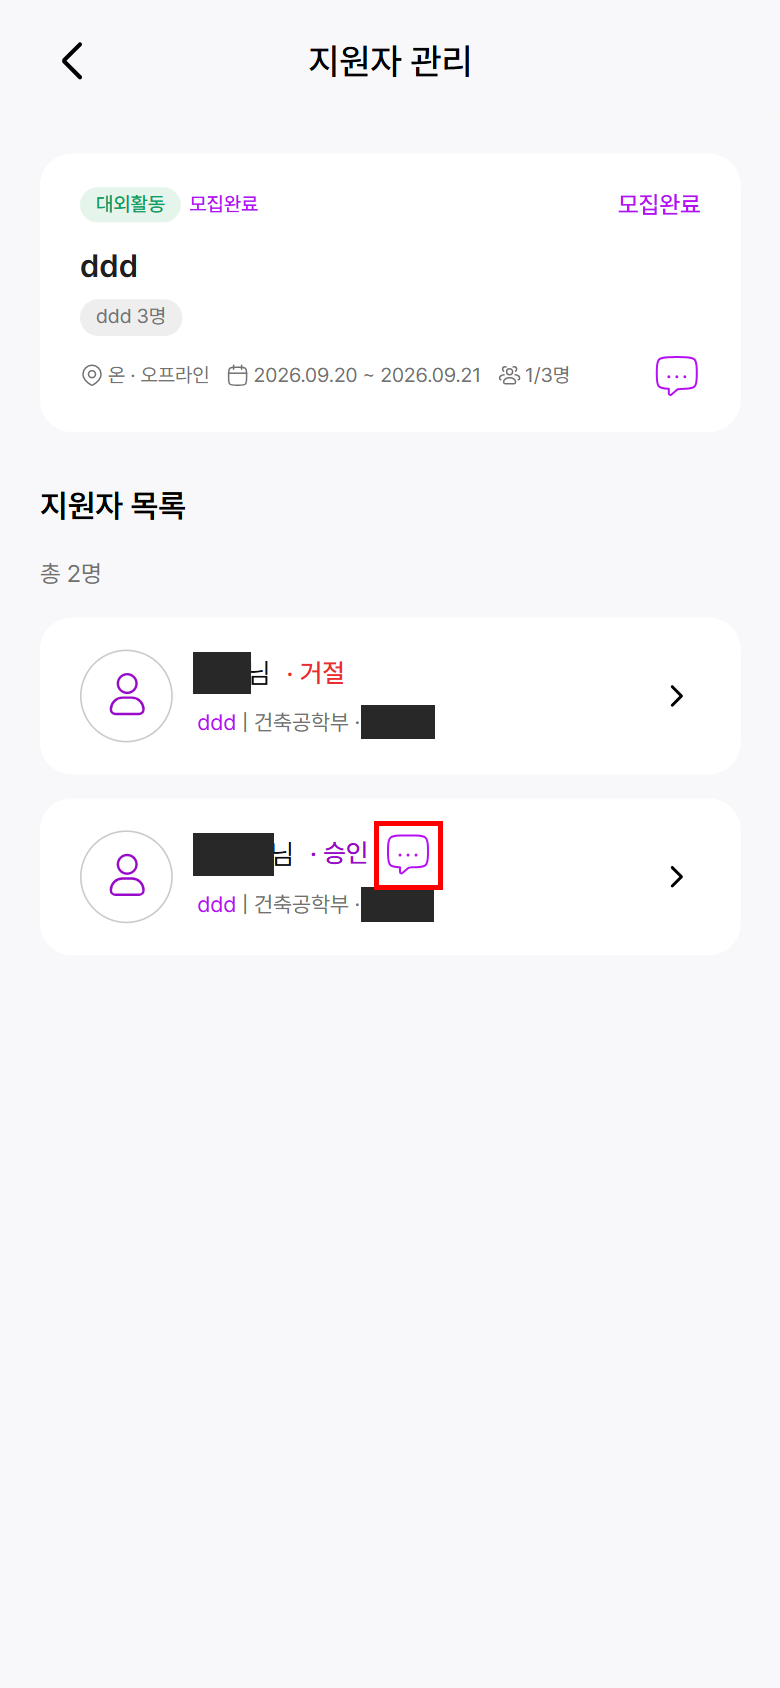 지원자 관리
대외활동 모집완료 모집완료
ddd
ddd 3명
온 · 오프라인 2026.09.20 ~ 2026.09.21 1/3명
지원자 목록
총 2명
님 · 거절
ddd | 건축공학부 ·
님 · 승인
ddd | 건축공학부 ·